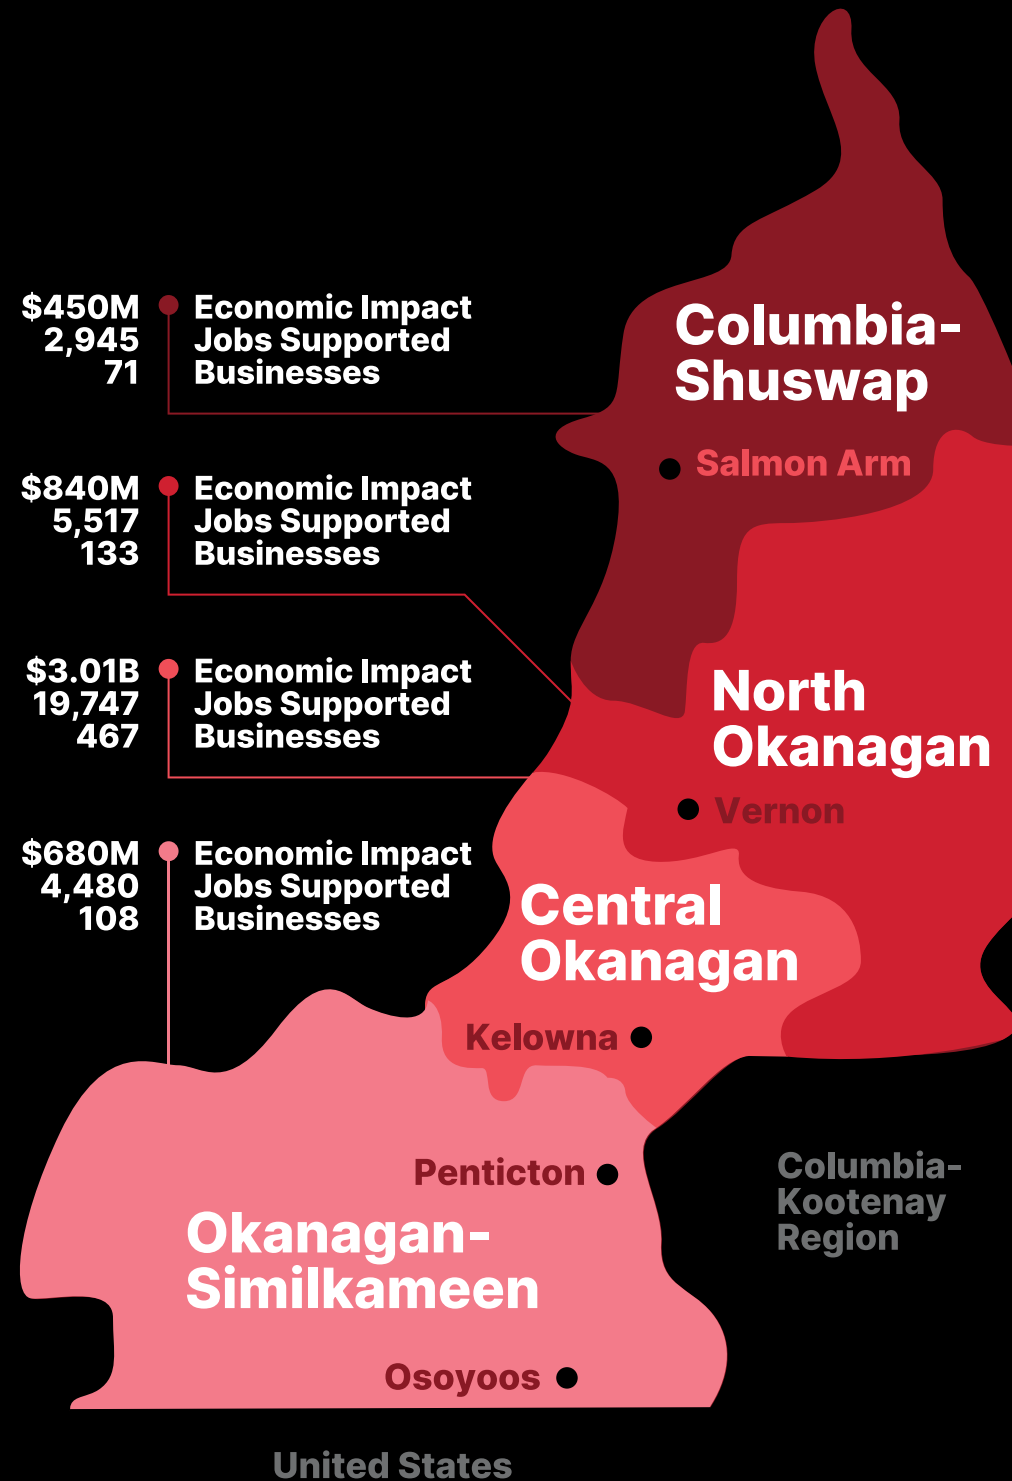 $450M Economic Impact
2,945 Jobs Supported
71 Businesses
Columbia-
Shuswap
Salmon Arm
$840M Economic Impact
5,517 Jobs Supported
133 Businesses
North
Okanagan
Vernon
$3.01B Economic Impact
19,747 Jobs Supported
467 Businesses
Central
Okanagan
Kelowna
$680M Economic Impact
4,480 Jobs Supported
108 Businesses
Penticton
Okanagan-
Similkameen
Osoyoos
Columbia-
Kootenay
Region
United States